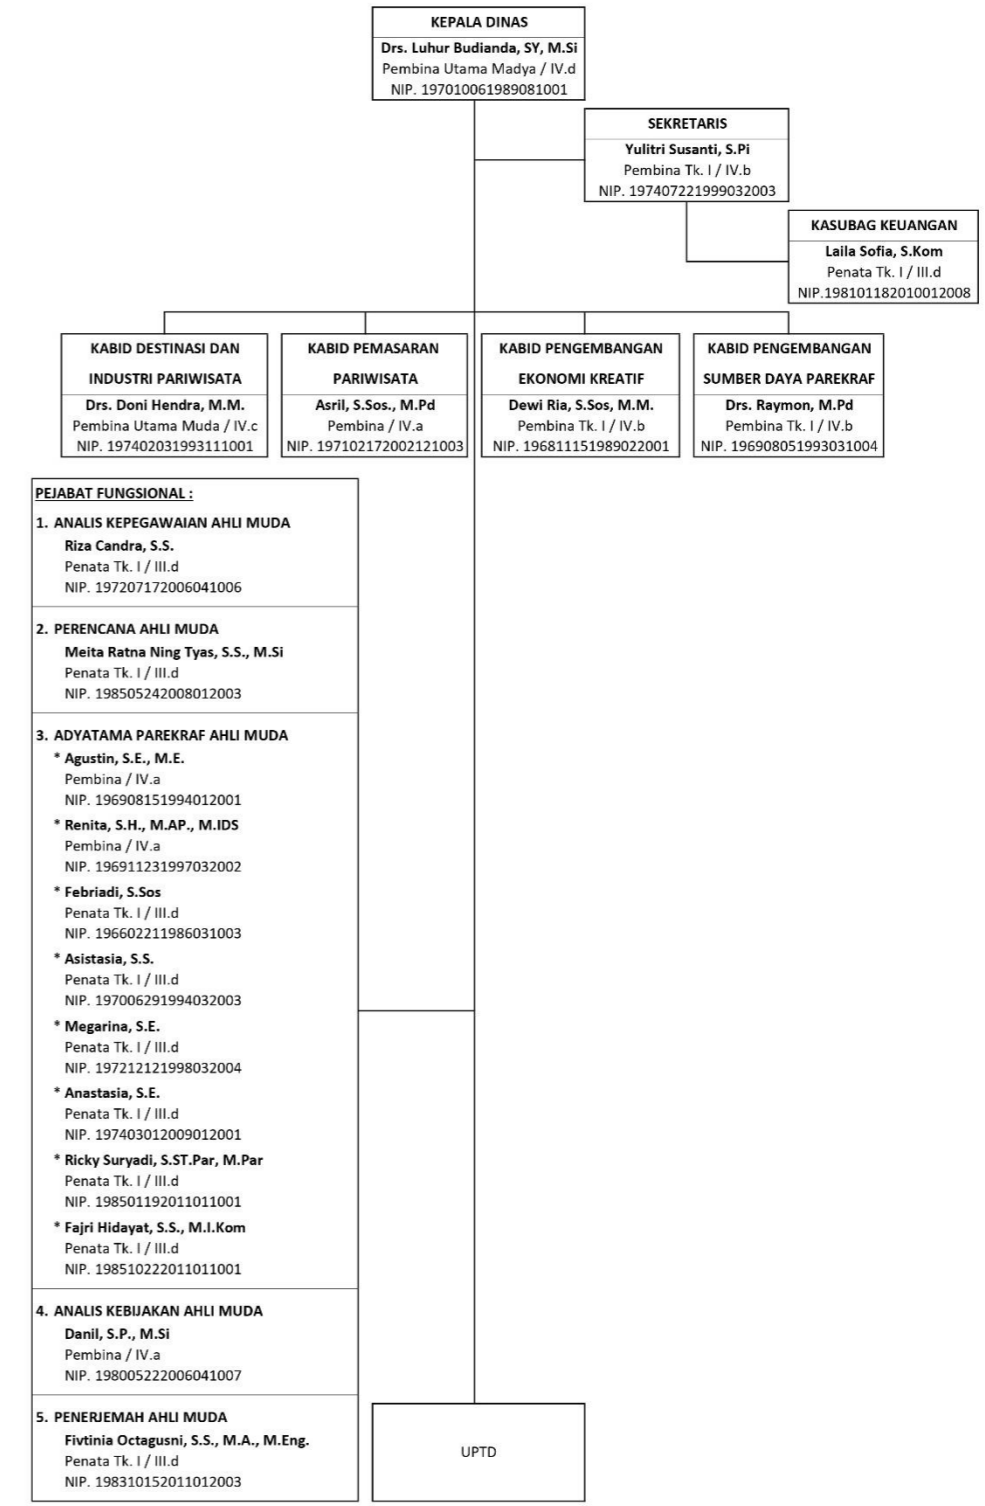 KEPALA DINAS
Drs. Luhur Budianda, SY, M.Si
Pembina Utama Madya / IV.d
NIP. 197010061989081001
SEKRETARIS
Yulitri Susanti, S.Pi
Pembina Tk. I / IV.b
NIP. 197407221999032003
KASUBAG KEUANGAN
Laila Sofia, S.Kom
Penata Tk. I / III.d
NIP.198101182010012008
KABID DESTINASI DAN
INDUSTRI PARIWISATA
Drs. Doni Hendra, M.M.
Pembina Utama Muda / IV.c
NIP. 197402031993111001
KABID PEMASARAN
PARIWISATA
Asril, S.Sos., M.Pd
Pembina / IV.a
NIP. 197102172002121003
KABID PENGEMBANGAN
EKONOMI KREATIF
Dewi Ria, S.Sos, M.M.
Pembina Tk. I / IV.b
NIP. 196811151989022001
KABID PENGEMBANGAN
SUMBER DAYA PAREKRAF
Drs. Raymon, M.Pd
Pembina Tk. I / IV.b
NIP. 196908051993031004
PEJABAT FUNGSIONAL :
1. ANALIS KEPEGAWAIAN AHLI MUDA
Riza Candra, S.S.
Penata Tk. I / III.d
NIP. 197207172006041006
2. PERENCANA AHLI MUDA
Meita Ratna Ning Tyas, S.S., M.Si
Penata Tk. I / III.d
NIP. 198505242008012003
3. ADYATAMA PAREKRAF AHLI MUDA
* Agustin, S.E., M.E.
Pembina / IV.a
NIP. 196908151994012001
* Renita, S.H., M.AP., M.IDS
Pembina / IV.a
NIP. 196911231997032002
* Febriadi, S.Sos
Penata Tk. I / III.d
NIP. 196602211986031003
* Asistasia, S.S.
Penata Tk. I / III.d
NIP. 197006291994032003
* Megarina, S.E.
Penata Tk. I / III.d
NIP. 197212121998032004
* Anastasia, S.E.
Penata Tk. I / III.d
NIP. 197403012009012001
* Ricky Suryadi, S.ST.Par, M.Par
Penata Tk. I / III.d
NIP. 198501192011011001
* Fajri Hidayat, S.S., M.I.Kom
Penata Tk. I / III.d
NIP. 198510222011011001
4. ANALIS KEBIJAKAN AHLI MUDA
Danil, S.P., M.Si
Pembina / IV.a
NIP. 198005222006041007
5. PENERJEMAH AHLI MUDA
Fivtinia Octagusni, S.S., M.A., M.Eng.
Penata Tk. I / III.d
NIP. 198310152011012003
UPTD